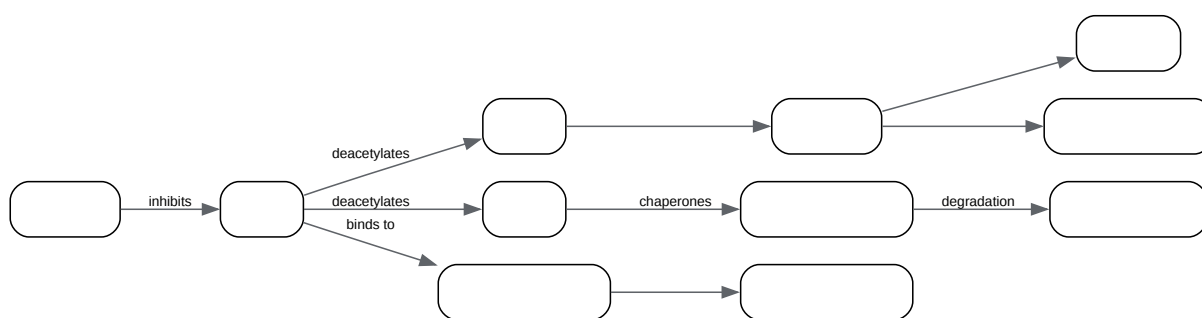 deacetylates
inhibits
deacetylates
chaperones
degradation
binds to